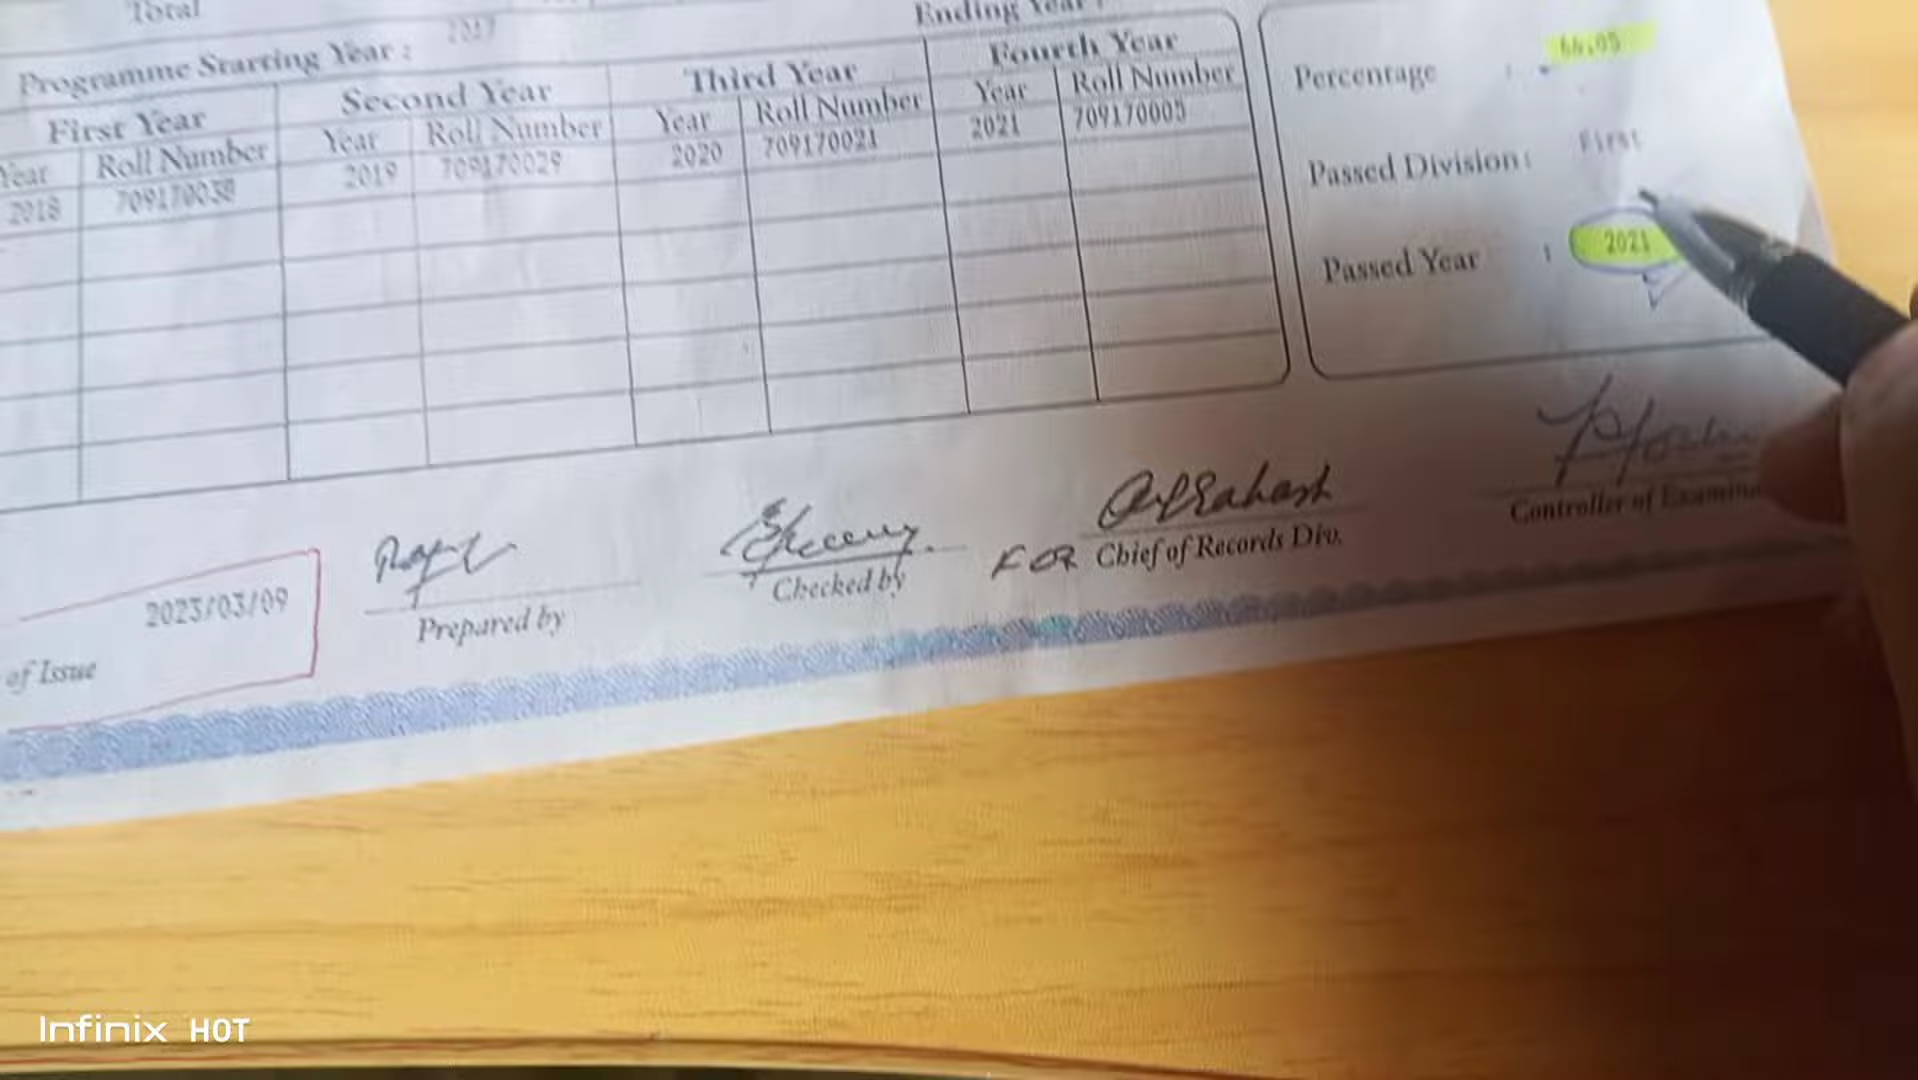 Total
Ending Year :
Programme Starting Year : 2017
First Year Second Year Third Year Fourth Year
Year Roll Number Year Roll Number Year Roll Number Year Roll Number
2018 709170038 2019 709170029 2020 709170021 2021 709170005
Percentage : 66.05
Passed Division : First
Passed Year : 2021
2023/03/09
of Issue
Prepared by
Checked by
FOR Chief of Records Div.
Controller of
Infinix HOT